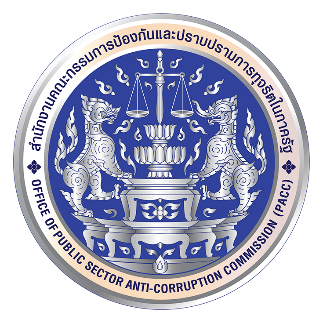 สำนักงานคณะกรรมการป้องกันและปราบปรามการทุจริตในภาครัฐ
OFFICE OF PUBLIC SECTOR ANTI-CORRUPTION COMMISSION (PACC)